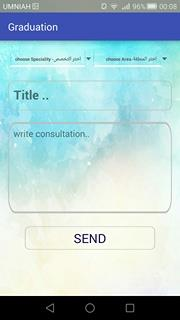 UMNIAH 96% 00:08
Graduation
choose Speciality-اختر التخصص choose Area-اختر المنطقة
Title ..
write consultation..
SEND